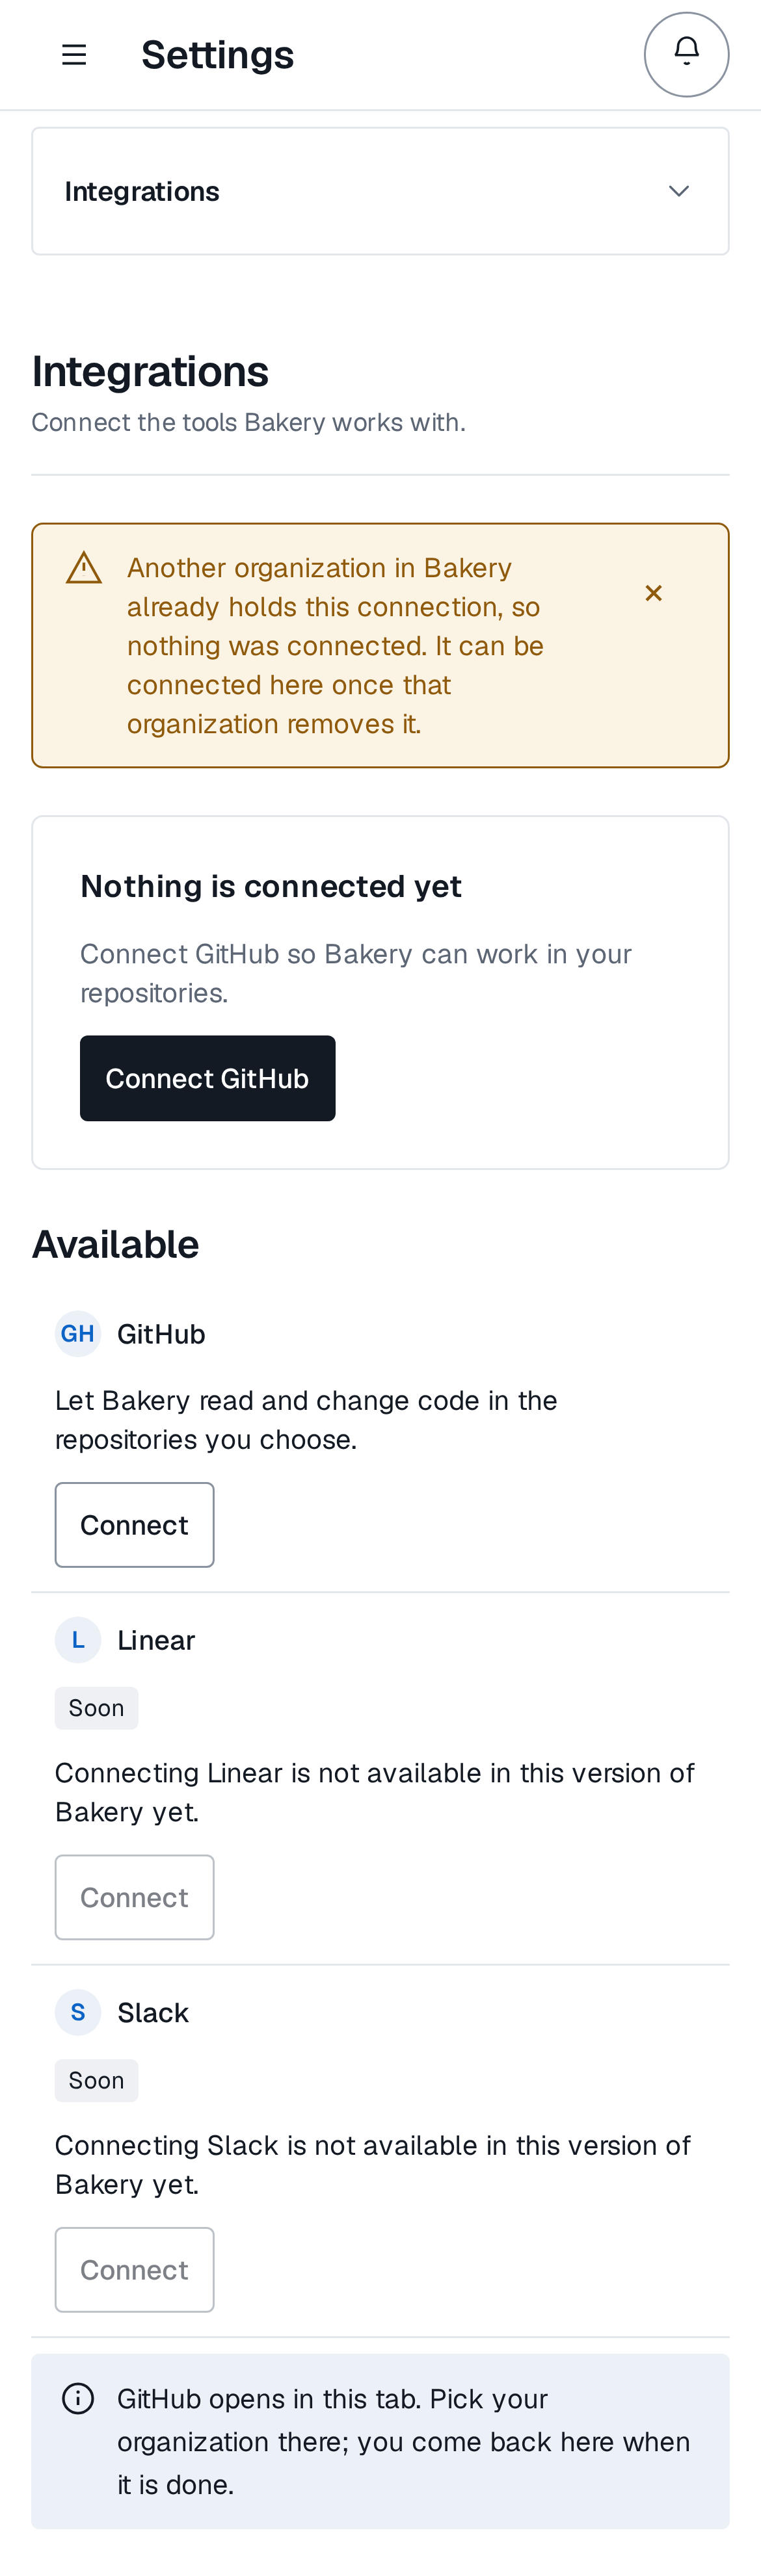 Settings
Integrations
Integrations
Connect the tools Bakery works with.
Another organization in Bakery
already holds this connection, so
nothing was connected. It can be
connected here once that
organization removes it.
Nothing is connected yet
Connect GitHub so Bakery can work in your
repositories.
Connect GitHub
Available
GH GitHub
Let Bakery read and change code in the
repositories you choose.
Connect
L Linear
Soon
Connecting Linear is not available in this version of
Bakery yet.
Connect
S Slack
Soon
Connecting Slack is not available in this version of
Bakery yet.
Connect
GitHub opens in this tab. Pick your
organization there; you come back here when
it is done.